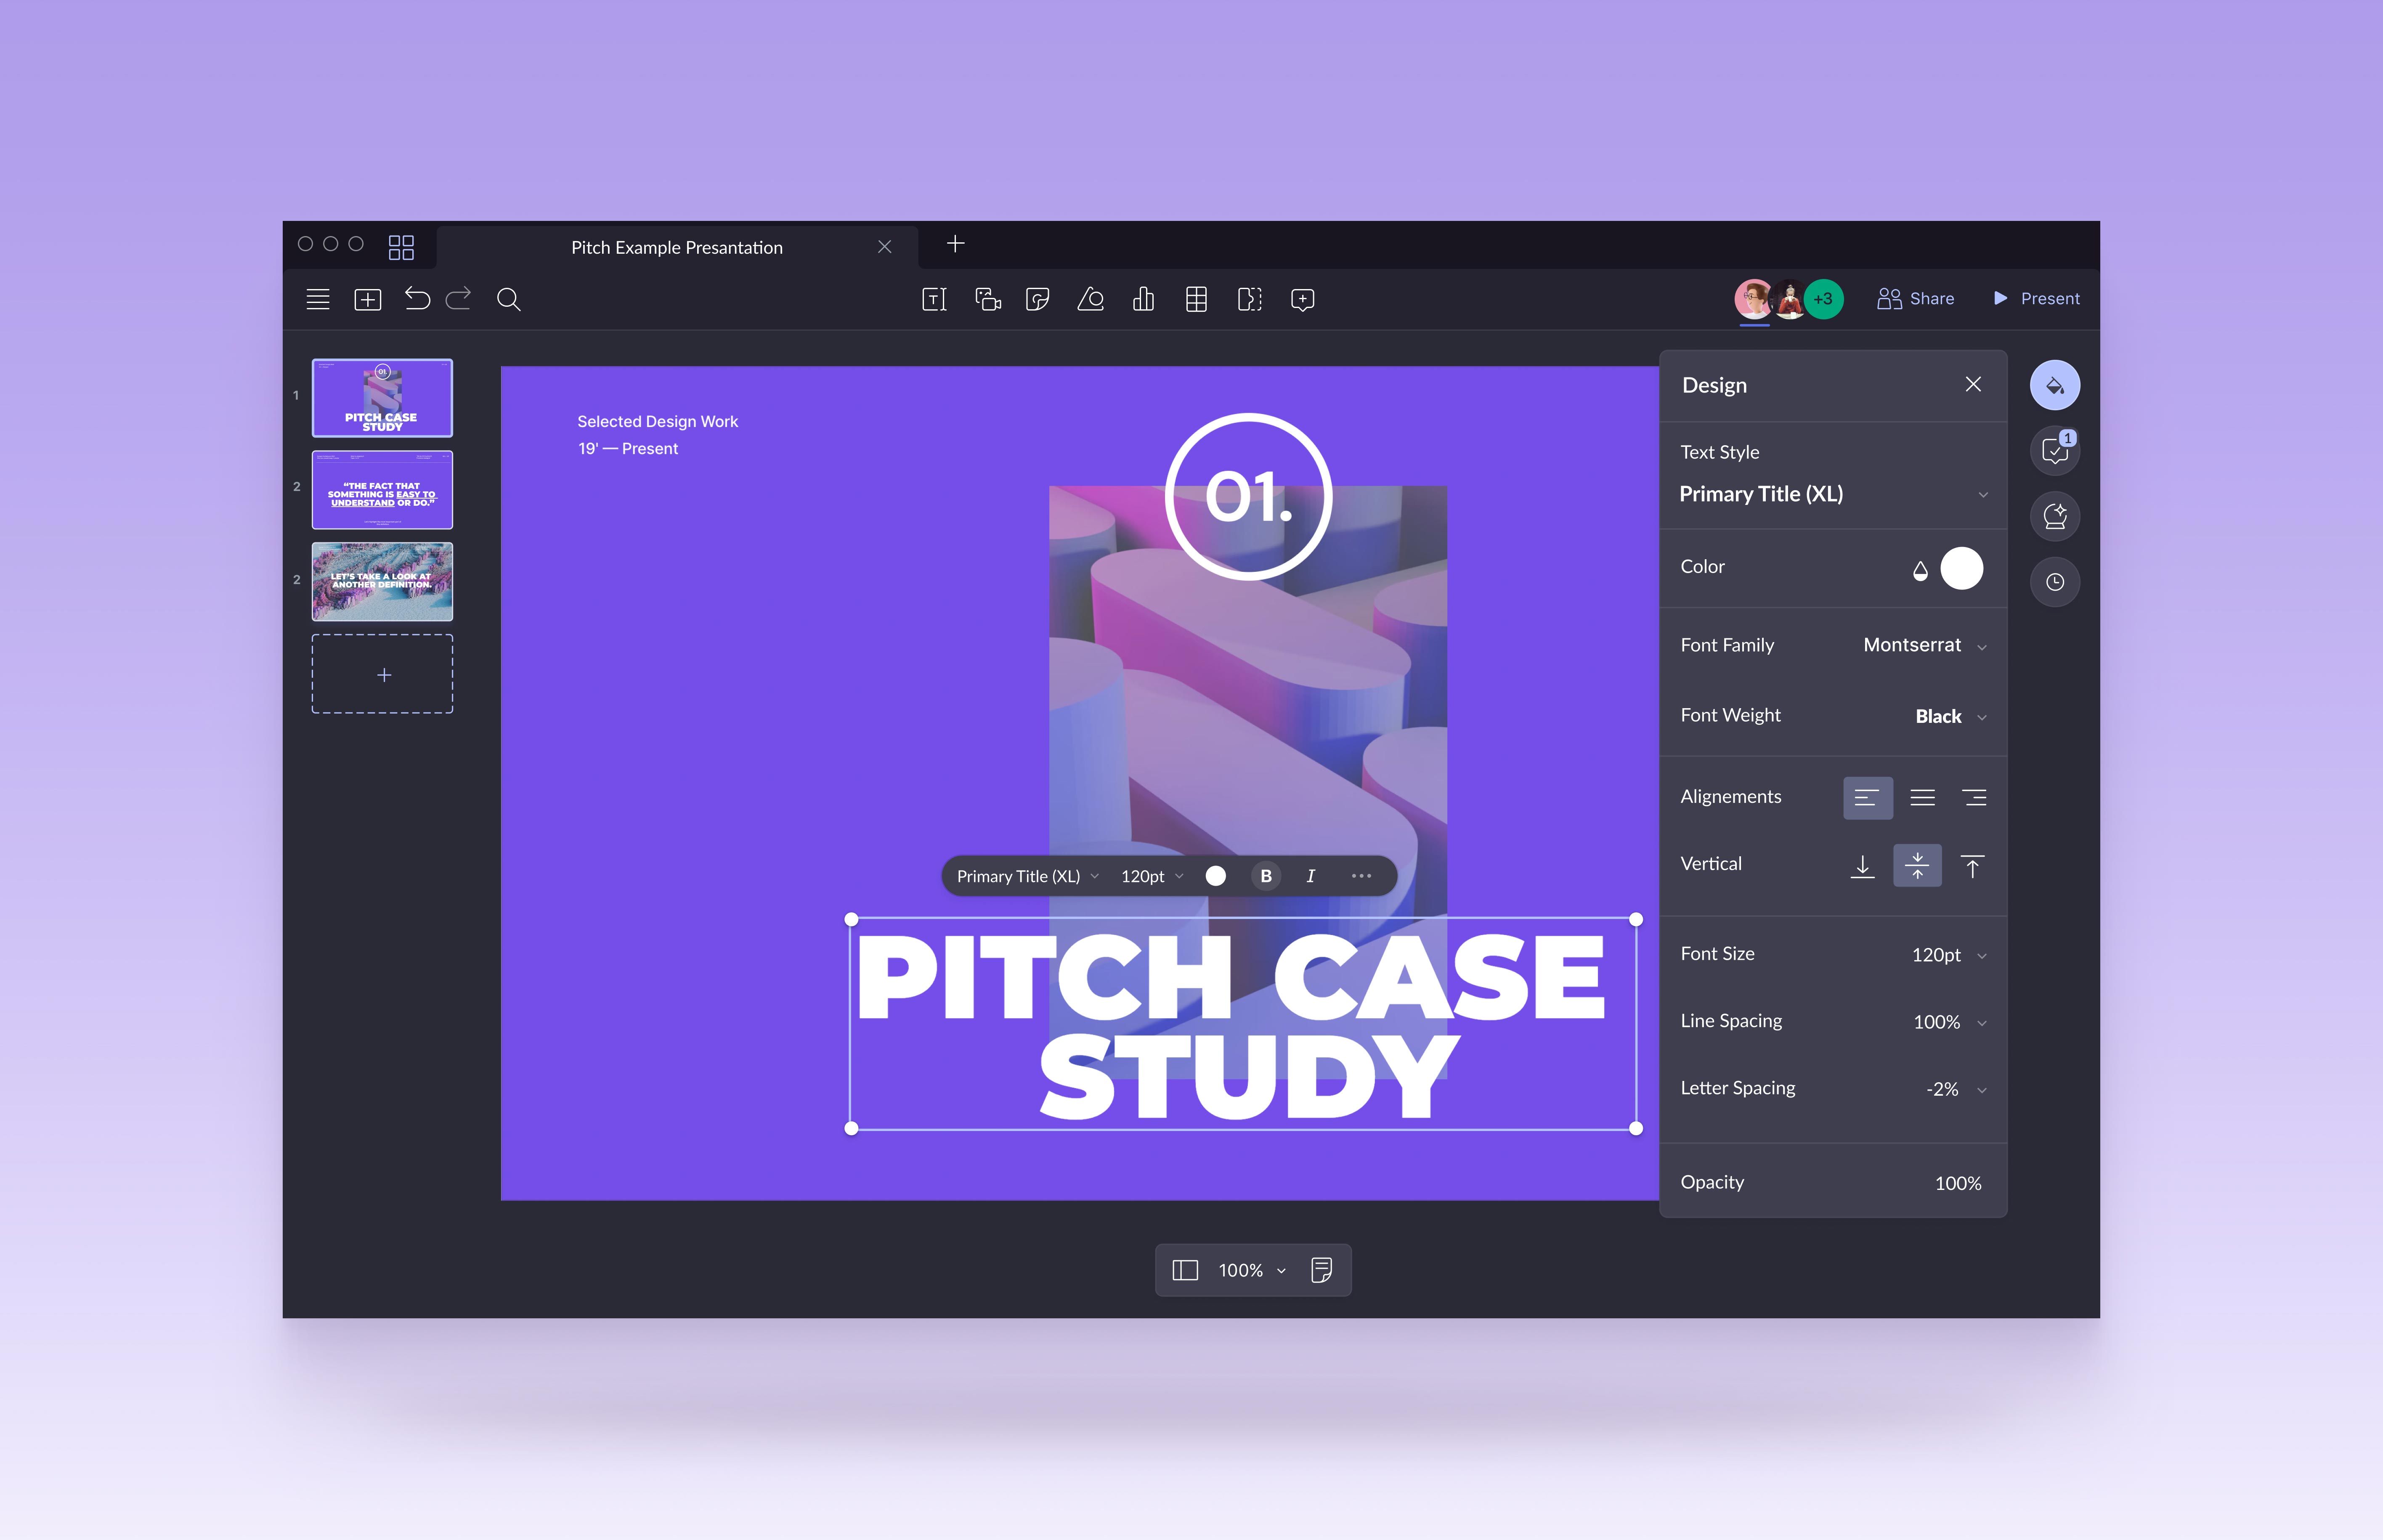 Pitch Example Presantation
+3
Share
Present
1
PITCH CASE
STUDY
2
“THE FACT THAT
SOMETHING IS EASY TO
UNDERSTAND OR DO.”
2
LET'S TAKE A LOOK AT
ANOTHER DEFINITION.
Selected Design Work
19' — Present
01.
Primary Title (XL)
120pt
B
I
PITCH CASE
STUDY
100%
Design
Text Style
Primary Title (XL)
Color
Font Family
Montserrat
Font Weight
Black
Alignements
Vertical
Font Size
120pt
Line Spacing
100%
Letter Spacing
-2%
Opacity
100%
1